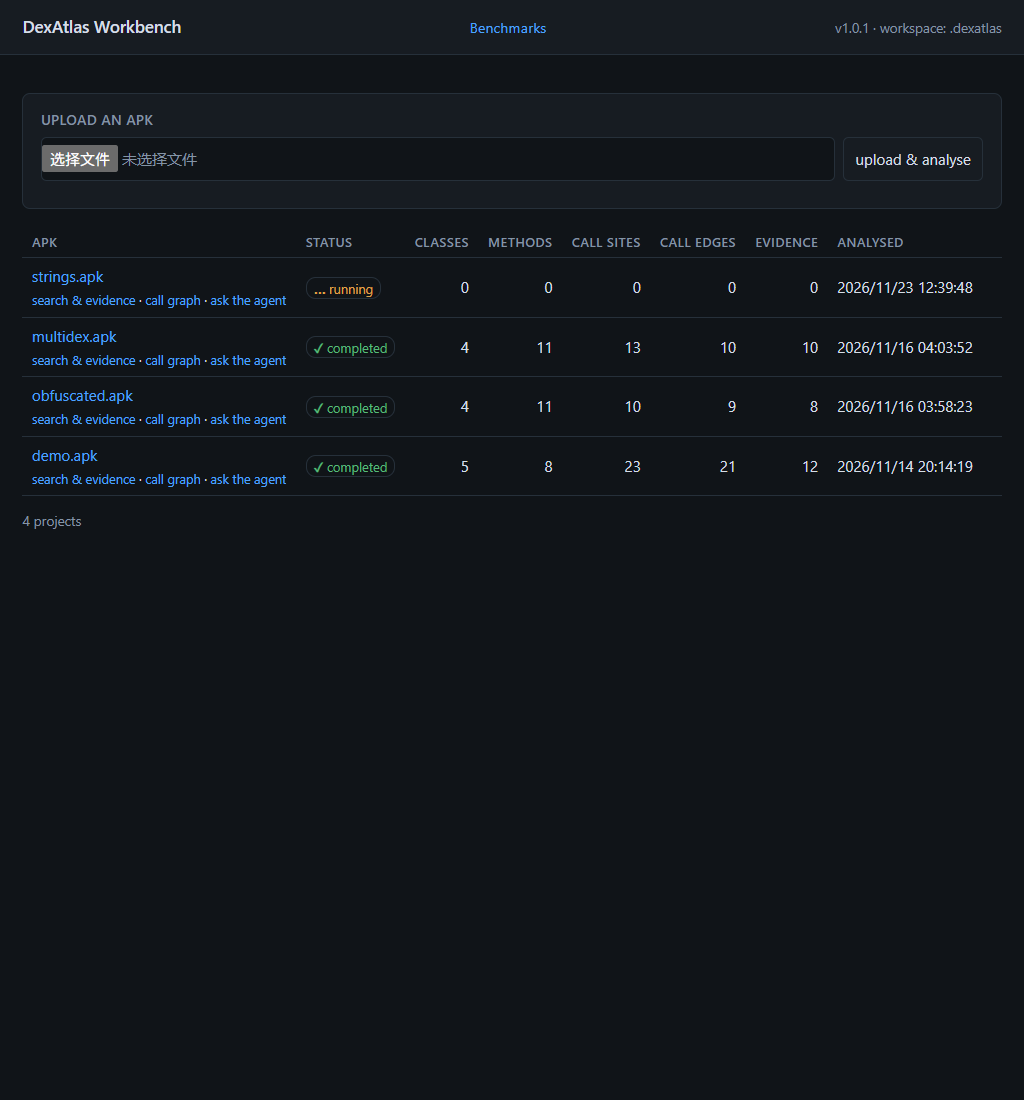 DexAtlas Workbench Benchmarks v1.0.1 · workspace: .dexatlas
UPLOAD AN APK
选择文件 未选择文件 upload & analyse
APK STATUS CLASSES METHODS CALL SITES CALL EDGES EVIDENCE ANALYSED
strings.apk
search & evidence · call graph · ask the agent
… running 0 0 0 0 0 2026/11/23 12:39:48
multidex.apk
search & evidence · call graph · ask the agent
✓ completed 4 11 13 10 10 2026/11/16 04:03:52
obfuscated.apk
search & evidence · call graph · ask the agent
✓ completed 4 11 10 9 8 2026/11/16 03:58:23
demo.apk
search & evidence · call graph · ask the agent
✓ completed 5 8 23 21 12 2026/11/14 20:14:19
4 projects